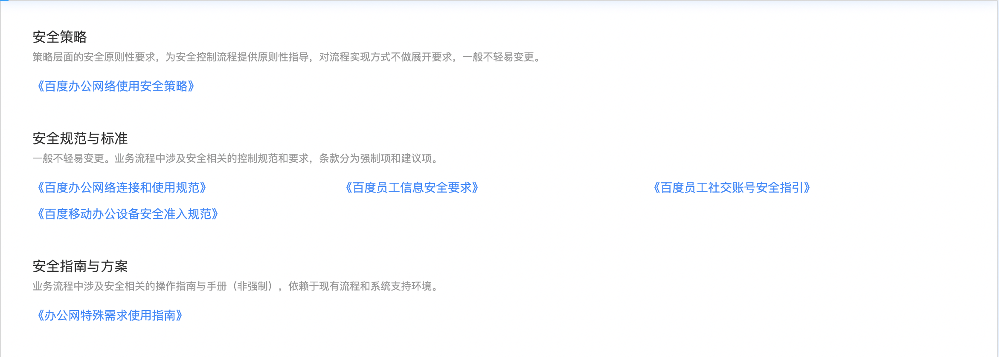 安全策略
策略层面的安全原则性要求，为安全控制流程提供原则性指导，对流程实现方式不做展开要求，一般不轻易变更。
《百度办公网络使用安全策略》
安全规范与标准
一般不轻易变更。业务流程中涉及安全相关的控制规范和要求，条款分为强制项和建议项。
《百度办公网络连接和使用规范》 《百度员工信息安全要求》 《百度员工社交账号安全指引》
《百度移动办公设备安全准入规范》
安全指南与方案
业务流程中涉及安全相关的操作指南与手册（非强制），依赖于现有流程和系统支持环境。
《办公网特殊需求使用指南》